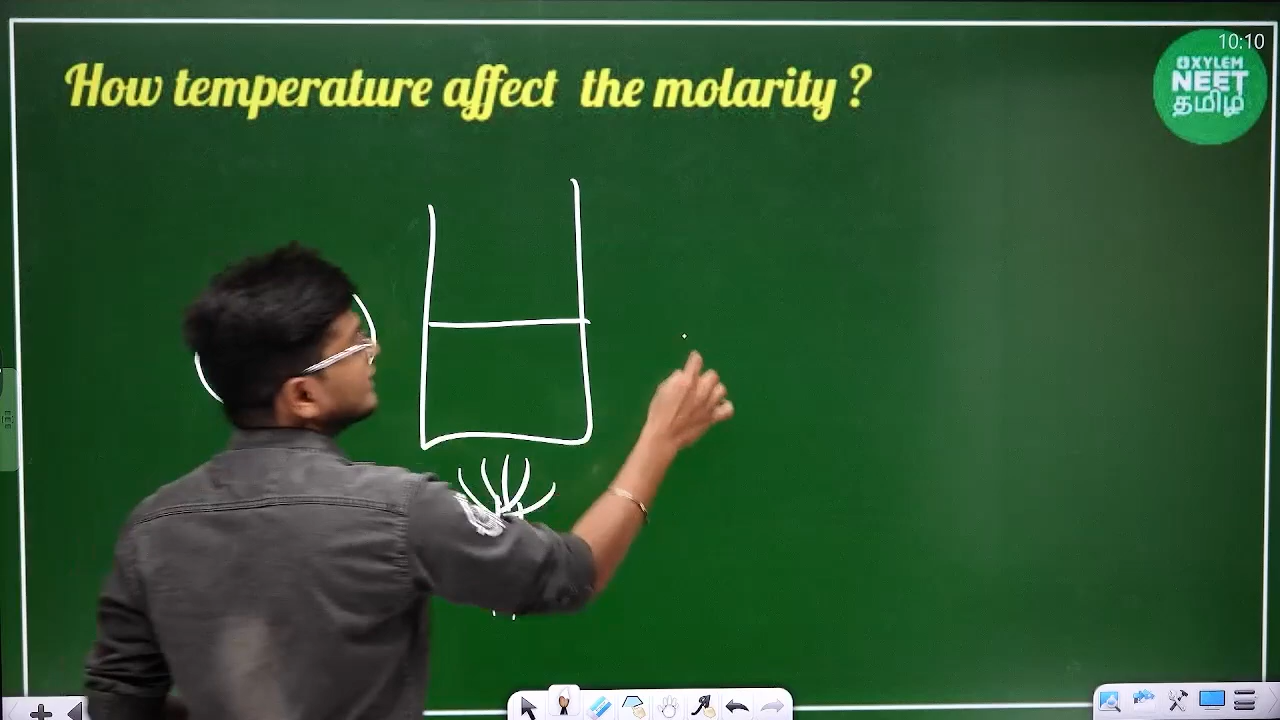 How temperature affect the molarity ?
10:10
XYLEM
NEET
தமிழ்